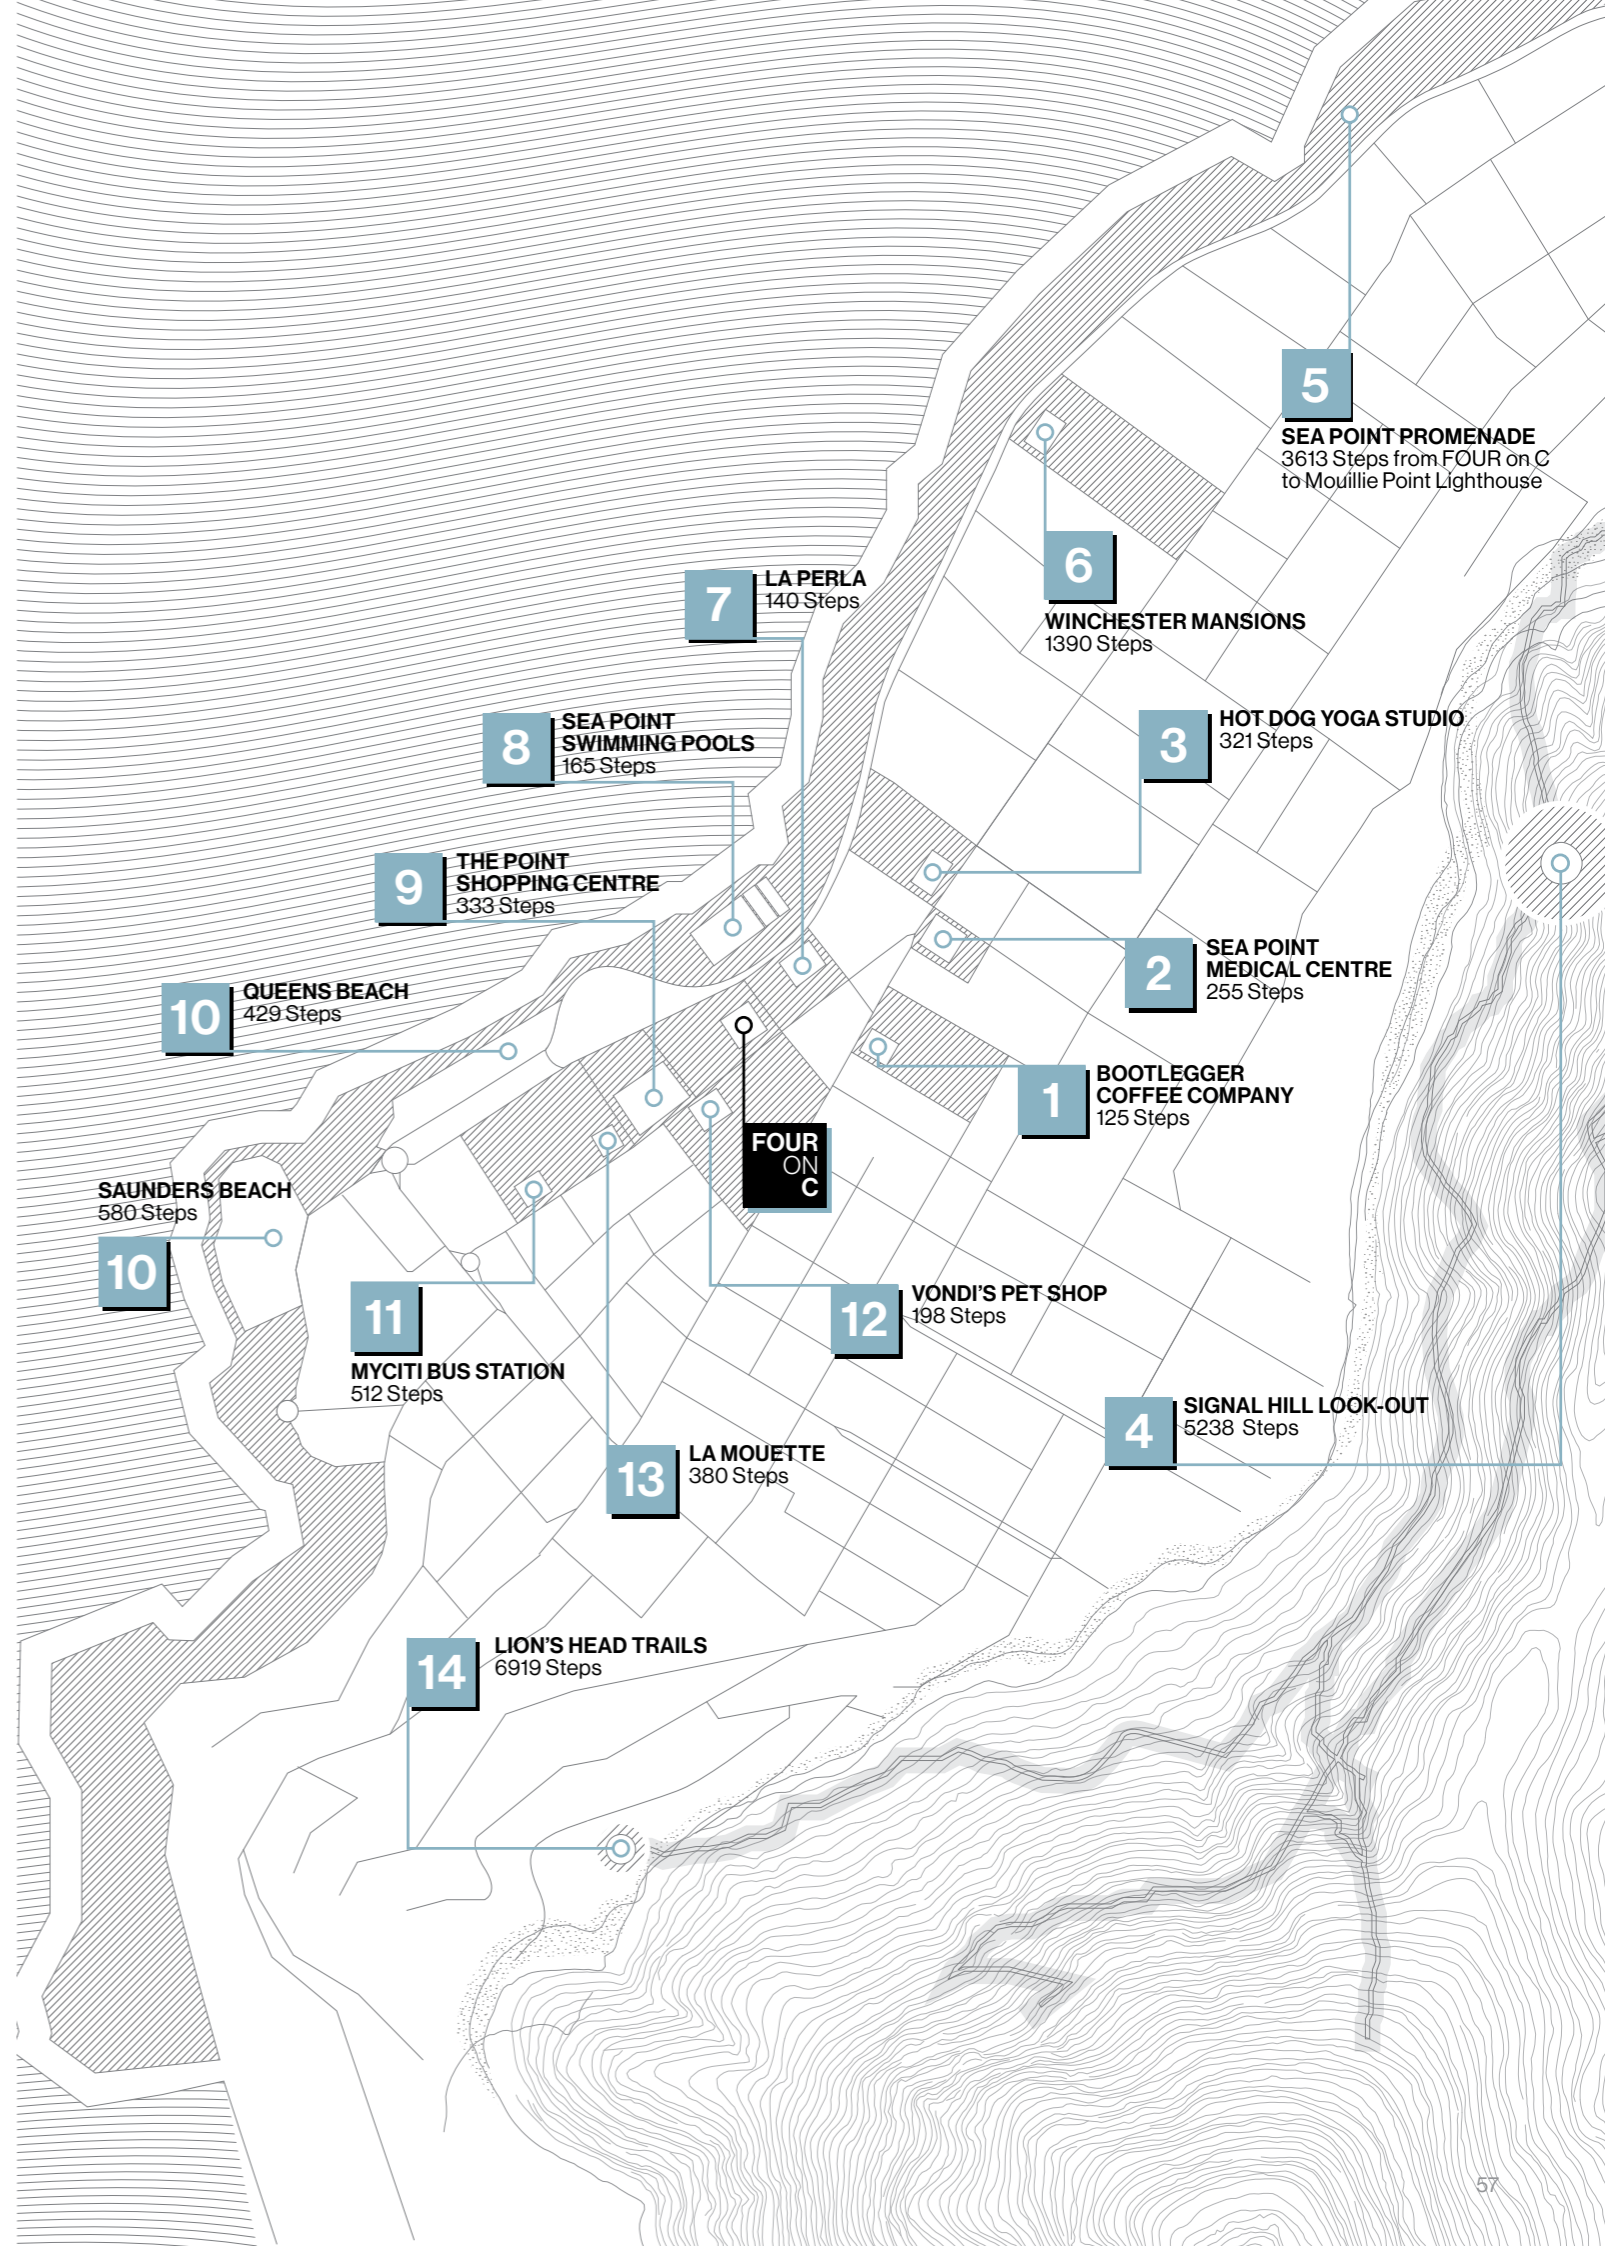 5
SEA POINT PROMENADE
3613 Steps from FOUR on C
to Mouillie Point Lighthouse
6
WINCHESTER MANSIONS
1390 Steps
7
LA PERLA
140 Steps
8
SEA POINT
SWIMMING POOLS
165 Steps
3
HOT DOG YOGA STUDIO
321 Steps
9
THE POINT
SHOPPING CENTRE
333 Steps
2
SEA POINT
MEDICAL CENTRE
255 Steps
10
QUEENS BEACH
429 Steps
1
BOOTLEGGER
COFFEE COMPANY
125 Steps
FOUR
ON
C
SAUNDERS BEACH
580 Steps
10
11
MYCITI BUS STATION
512 Steps
12
VONDI'S PET SHOP
198 Steps
4
SIGNAL HILL LOOK-OUT
5238 Steps
13
LA MOUETTE
380 Steps
14
LION'S HEAD TRAILS
6919 Steps
57